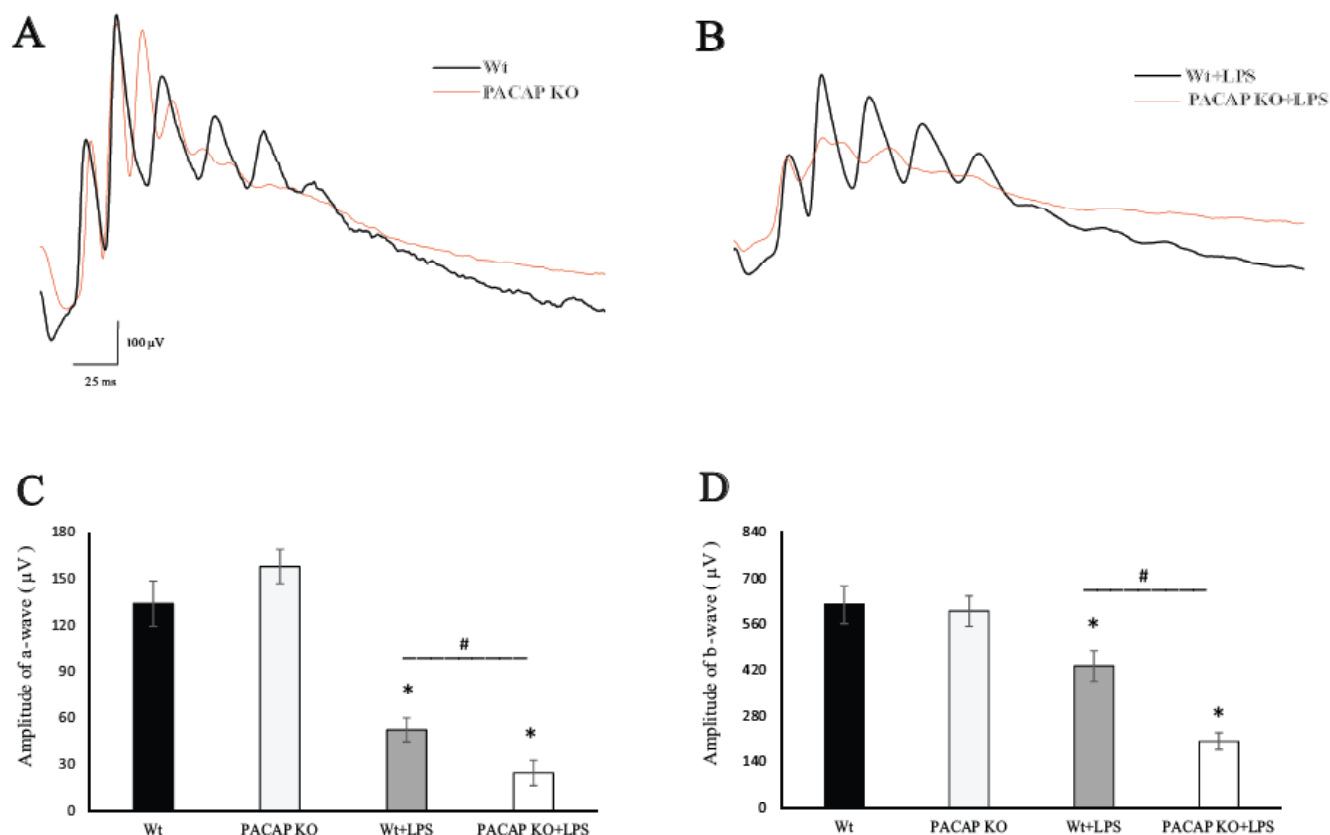 A
Wt
PACAP KO
100 µV
25 ms
B
Wt+LPS
PACAP KO+LPS
C
Amplitude of a-wave ( µV )
180
150
120
90
60
30
0
#
*
*
Wt
PACAP KO
Wt+LPS
PACAP KO+LPS
D
Amplitude of b-wave ( µV )
840
700
560
420
280
140
0
#
*
*
Wt
PACAP KO
Wt+LPS
PACAP KO+LPS